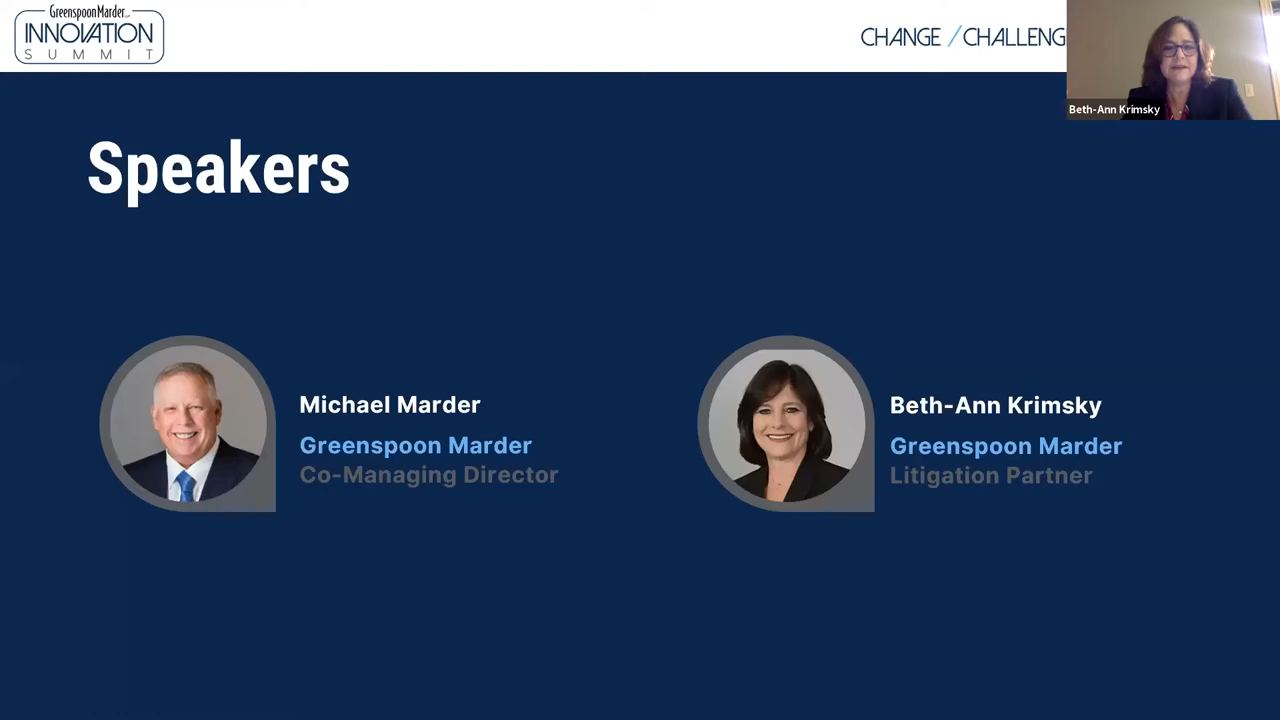 GreenspoonMarder LLP
INNOVATION
SUMMIT
CHANGE / CHALLENG
Beth-Ann Krimsky
Speakers
Michael Marder
Greenspoon Marder
Co-Managing Director
Beth-Ann Krimsky
Greenspoon Marder
Litigation Partner